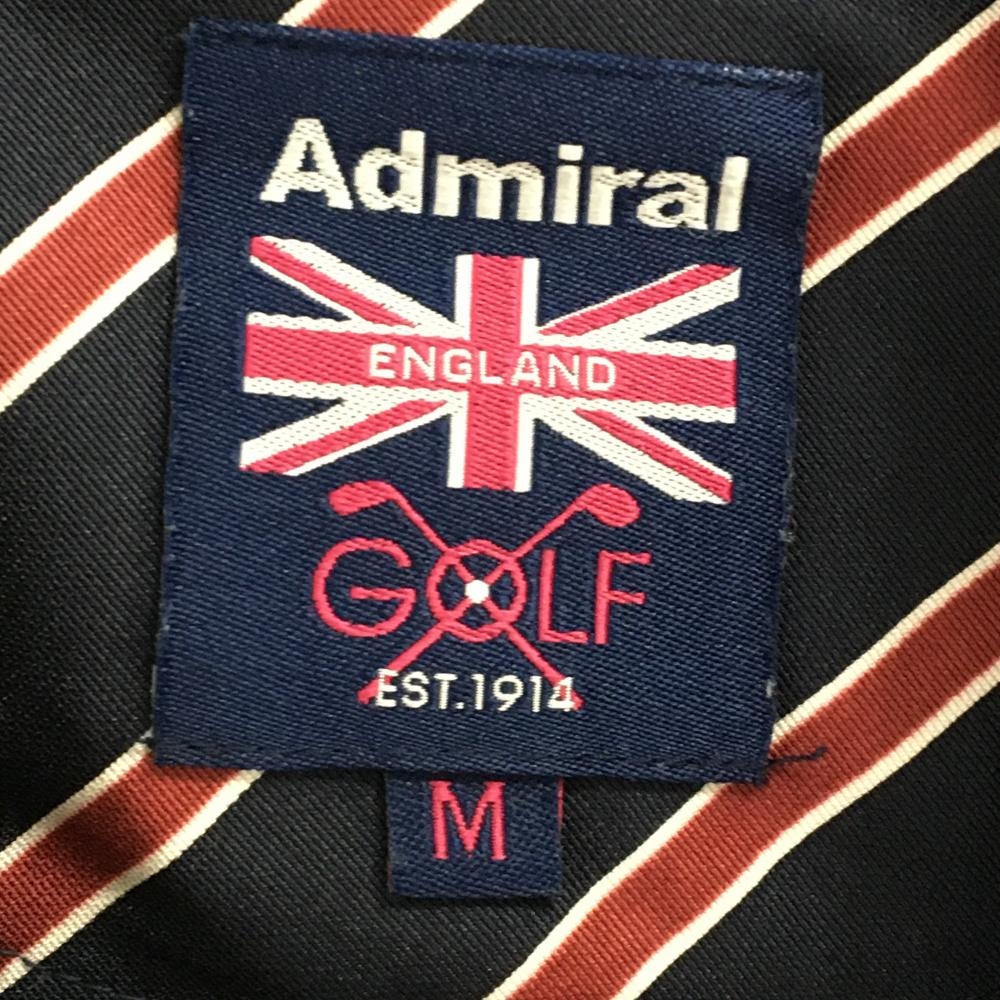 Admiral
ENGLAND
GOLF
EST.1914
M